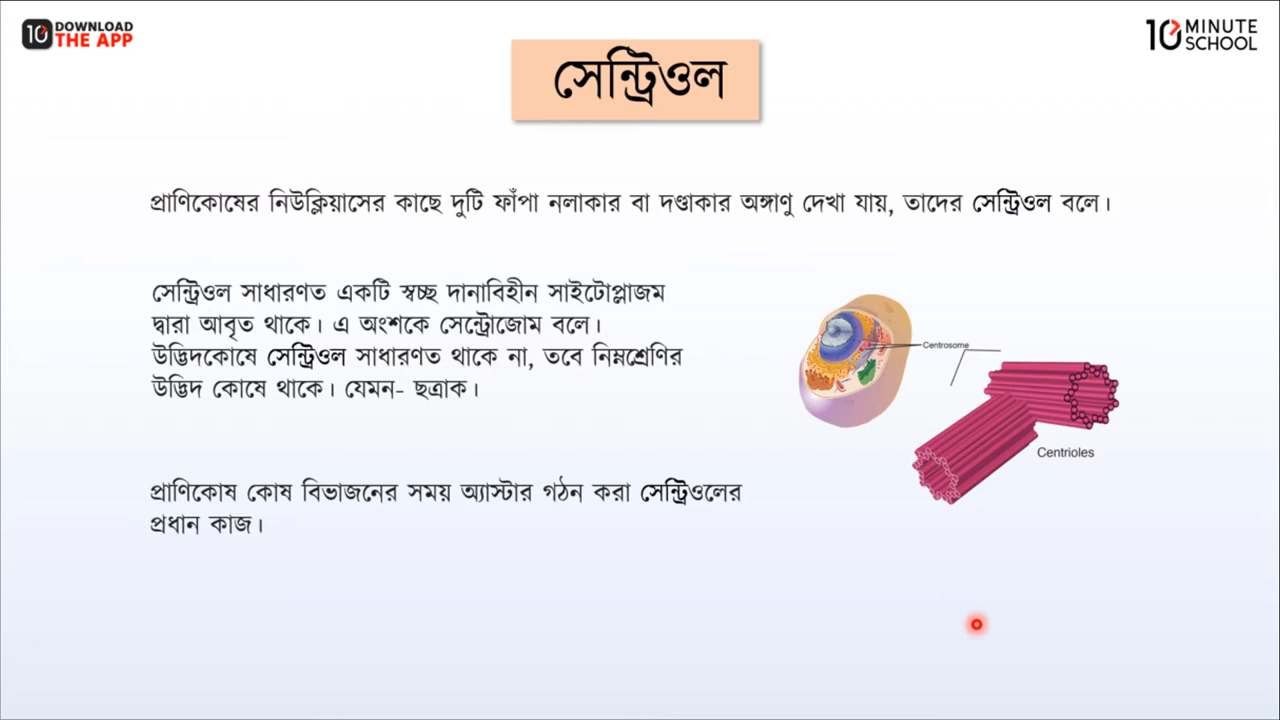 DOWNLOAD
THE APP
10 MINUTE
SCHOOL
সেন্ট্রিওল
প্রাণিকোষের নিউক্লিয়াসের কাছে দুটি ফাঁপা নলাকার বা দণ্ডাকার অঙ্গাণু দেখা যায়, তাদের সেন্ট্রিওল বলে।
সেন্ট্রিওল সাধারণত একটি স্বচ্ছ দানাবিহীন সাইটোপ্লাজম
দ্বারা আবৃত থাকে। এ অংশকে সেন্ট্রোজোম বলে।
উদ্ভিদকোষে সেন্ট্রিওল সাধারণত থাকে না, তবে নিম্নশ্রেণির
উদ্ভিদ কোষে থাকে। যেমন- ছত্রাক।
Centrosome
Centrioles
প্রাণিকোষ কোষ বিভাজনের সময় অ্যাস্টার গঠন করা সেন্ট্রিওলের
প্রধান কাজ।